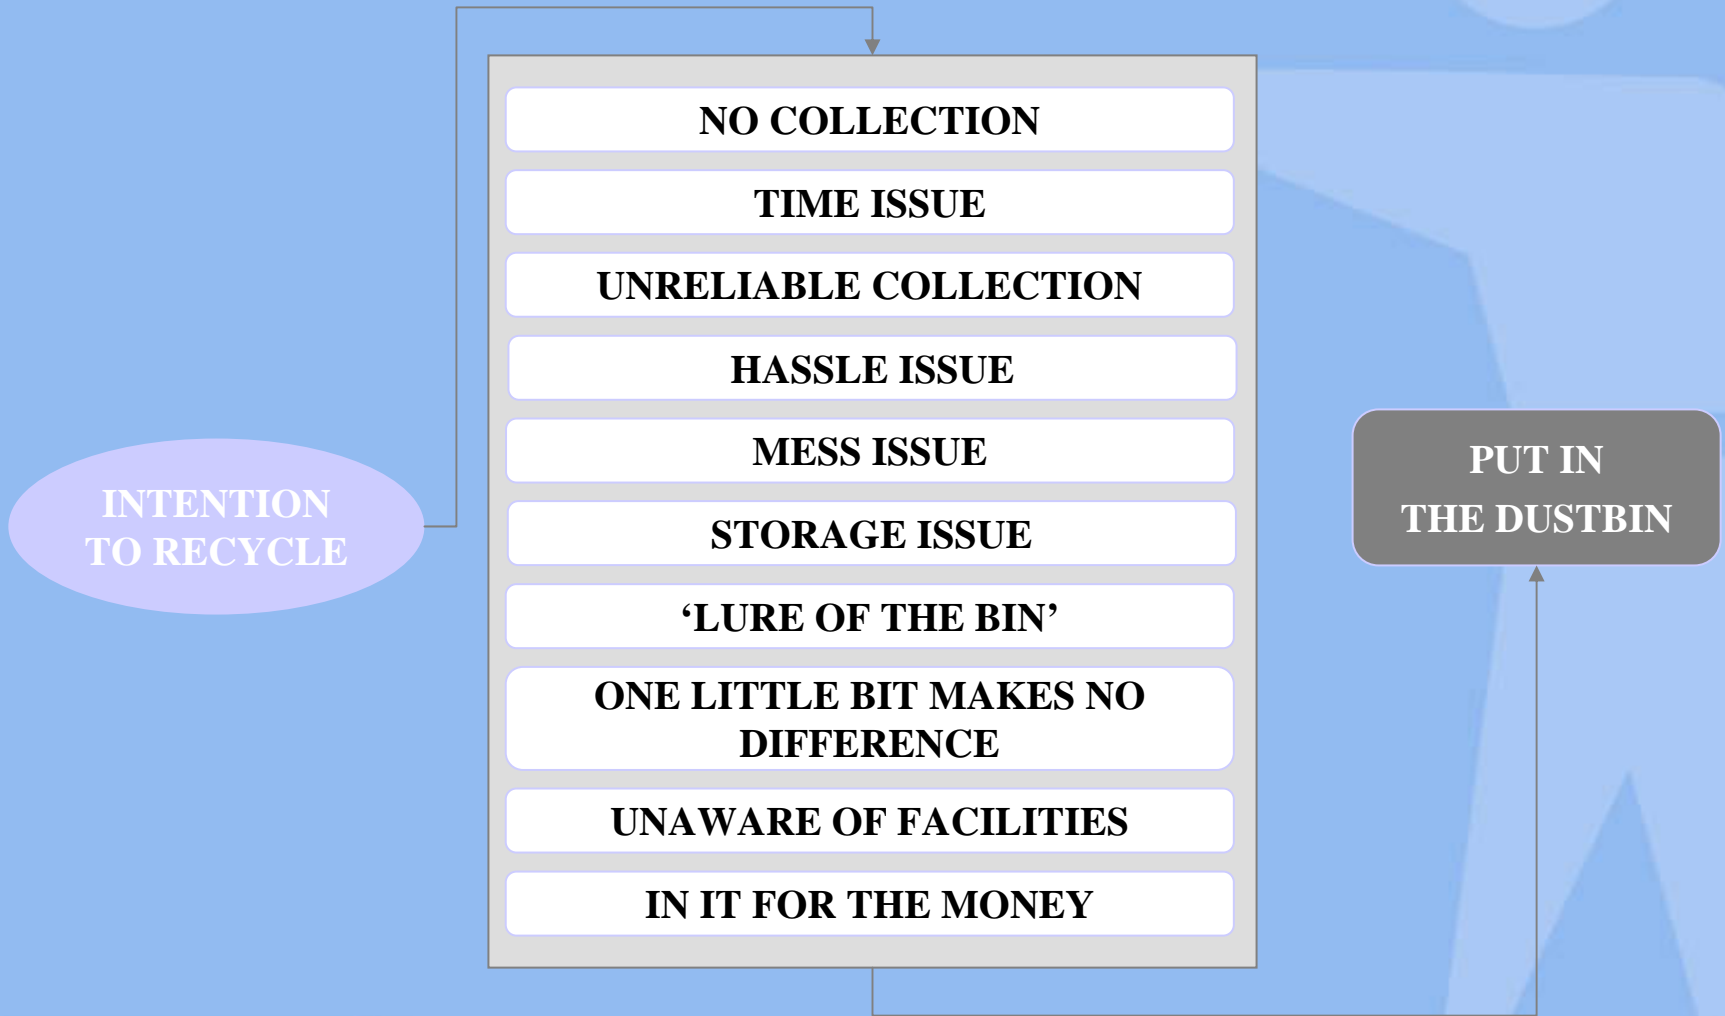 INTENTION
TO RECYCLE
NO COLLECTION
TIME ISSUE
UNRELIABLE COLLECTION
HASSLE ISSUE
MESS ISSUE
STORAGE ISSUE
‘LURE OF THE BIN’
ONE LITTLE BIT MAKES NO
DIFFERENCE
UNAWARE OF FACILITIES
IN IT FOR THE MONEY
PUT IN
THE DUSTBIN